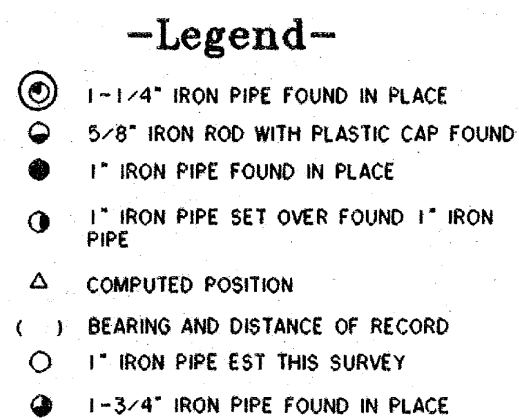 -Legend-
1-1/4" IRON PIPE FOUND IN PLACE
5/8" IRON ROD WITH PLASTIC CAP FOUND
1" IRON PIPE FOUND IN PLACE
1" IRON PIPE SET OVER FOUND 1" IRON
PIPE
COMPUTED POSITION
( ) BEARING AND DISTANCE OF RECORD
1" IRON PIPE EST THIS SURVEY
1-3/4" IRON PIPE FOUND IN PLACE